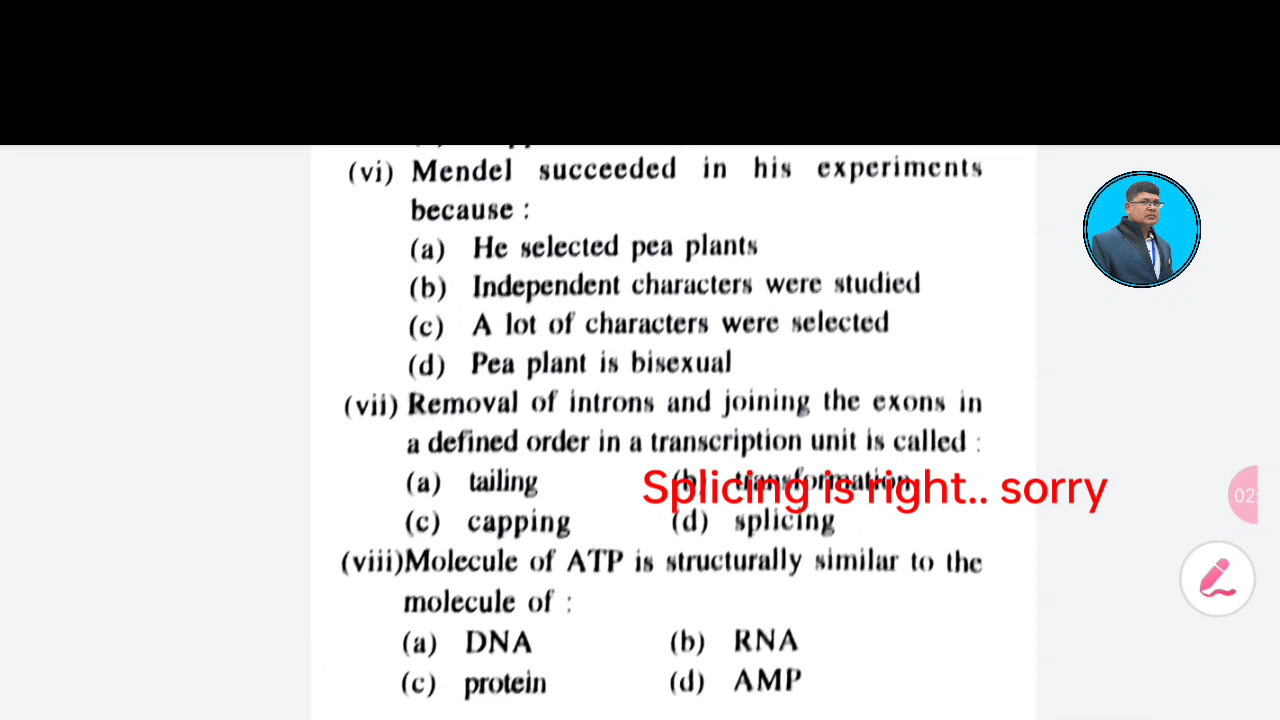 (vi) Mendel succeeded in his experiments
because :
(a) He selected pea plants
(b) Independent characters were studied
(c) A lot of characters were selected
(d) Pea plant is bisexual
(vii) Removal of introns and joining the exons in
a defined order in a transcription unit is called :
(a) tailing (b) transformation
Splicing is right.. sorry
(c) capping (d) splicing
(viii)Molecule of ATP is structurally similar to the
molecule of :
(a) DNA (b) RNA
(c) protein (d) AMP
02: